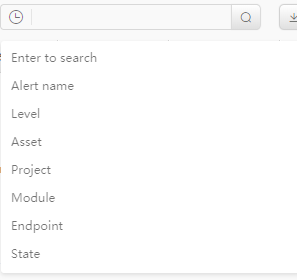 Enter to search
Alert name
Level
Asset
Project
Module
Endpoint
State